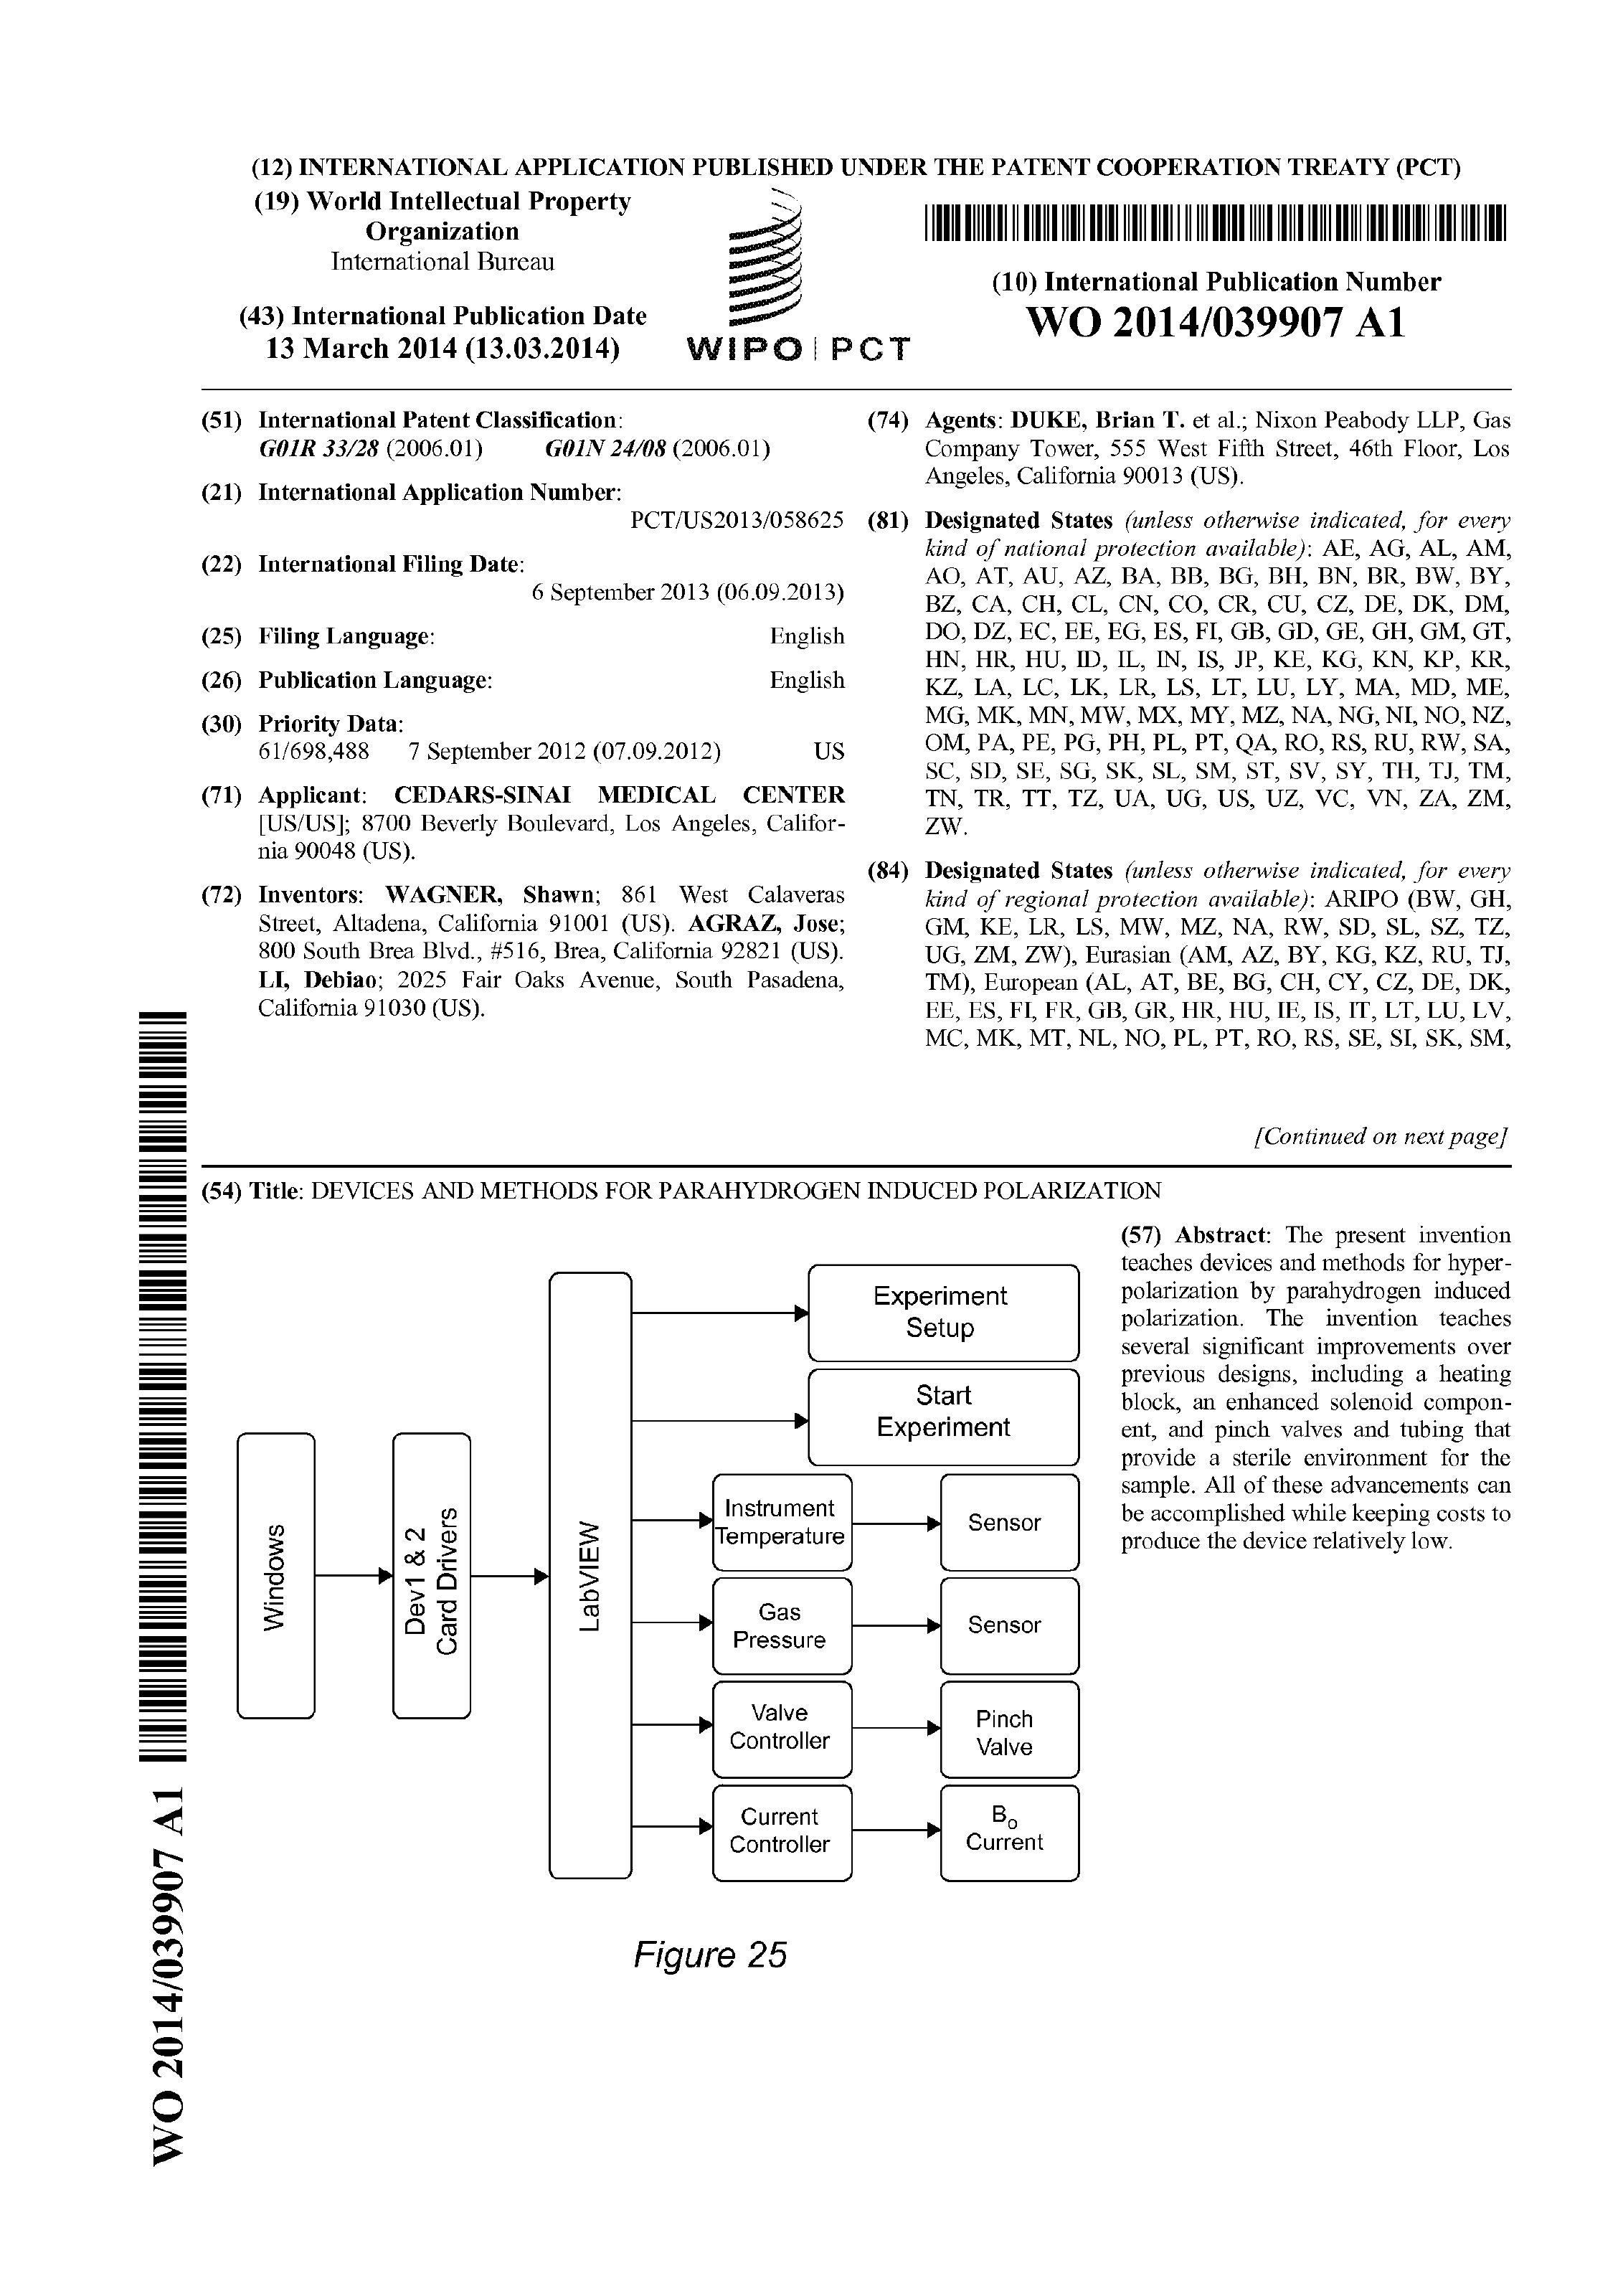 (12) INTERNATIONAL APPLICATION PUBLISHED UNDER THE PATENT COOPERATION TREATY (PCT)
(19) World Intellectual Property
Organization
International Bureau
(43) International Publication Date
13 March 2014 (13.03.2014)
WIPO | PCT
(10) International Publication Number
WO 2014/039907 A1
(51) International Patent Classification:
G01R 33/28 (2006.01) G01N 24/08 (2006.01)
(21) International Application Number:
PCT/US2013/058625
(22) International Filing Date:
6 September 2013 (06.09.2013)
(25) Filing Language: English
(26) Publication Language: English
(30) Priority Data:
61/698,488 7 September 2012 (07.09.2012) US
(71) Applicant: CEDARS-SINAI MEDICAL CENTER
[US/US]; 8700 Beverly Boulevard, Los Angeles, Califor-
nia 90048 (US).
(72) Inventors: WAGNER, Shawn; 861 West Calaveras
Street, Altadena, California 91001 (US). AGRAZ, Jose;
800 South Brea Blvd., #516, Brea, California 92821 (US).
LI, Debiao; 2025 Fair Oaks Avenue, South Pasadena,
California 91030 (US).
(74) Agents: DUKE, Brian T. et al.; Nixon Peabody LLP, Gas
Company Tower, 555 West Fifth Street, 46th Floor, Los
Angeles, California 90013 (US).
(81) Designated States (unless otherwise indicated, for every
kind of national protection available): AE, AG, AL, AM,
AO, AT, AU, AZ, BA, BB, BG, BH, BN, BR, BW, BY,
BZ, CA, CH, CL, CN, CO, CR, CU, CZ, DE, DK, DM,
DO, DZ, EC, EE, EG, ES, FI, GB, GD, GE, GH, GM, GT,
HN, HR, HU, ID, IL, IN, IS, JP, KE, KG, KN, KP, KR,
KZ, LA, LC, LK, LR, LS, LT, LU, LY, MA, MD, ME,
MG, MK, MN, MW, MX, MY, MZ, NA, NG, NI, NO, NZ,
OM, PA, PE, PG, PH, PL, PT, QA, RO, RS, RU, RW, SA,
SC, SD, SE, SG, SK, SL, SM, ST, SV, SY, TH, TJ, TM,
TN, TR, TT, TZ, UA, UG, US, UZ, VC, VN, ZA, ZM,
ZW.
(84) Designated States (unless otherwise indicated, for every
kind of regional protection available): ARIPO (BW, GH,
GM, KE, LR, LS, MW, MZ, NA, RW, SD, SL, SZ, TZ,
UG, ZM, ZW), Eurasian (AM, AZ, BY, KG, KZ, RU, TJ,
TM), European (AL, AT, BE, BG, CH, CY, CZ, DE, DK,
EE, ES, FI, FR, GB, GR, HR, HU, IE, IS, IT, LT, LU, LV,
MC, MK, MT, NL, NO, PL, PT, RO, RS, SE, SI, SK, SM,
[Continued on next page]
(54) Title: DEVICES AND METHODS FOR PARAHYDROGEN INDUCED POLARIZATION
Windows
Dev1 & 2
Card Drivers
LabVIEW
Experiment
Setup
Start
Experiment
Instrument
Temperature
Sensor
Gas
Pressure
Sensor
Valve
Controller
Pinch
Valve
Current
Controller
Bo
Current
Figure 25
(57) Abstract: The present invention
teaches devices and methods for hyper-
polarization by parahydrogen induced
polarization. The invention teaches
several significant improvements over
previous designs, including a heating
block, an enhanced solenoid compon-
ent, and pinch valves and tubing that
provide a sterile environment for the
sample. All of these advancements can
be accomplished while keeping costs to
produce the device relatively low.
WO 2014/039907 A1